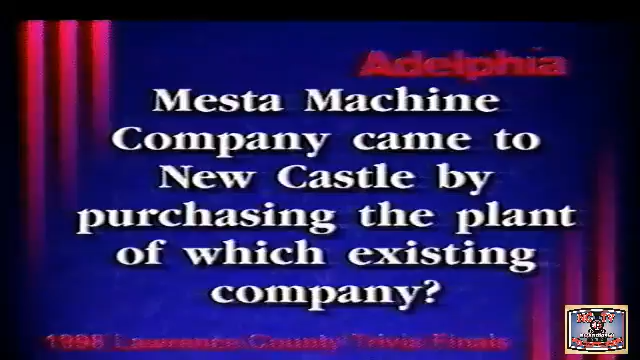 Adelphia
Mesta Machine
Company came to
New Castle by
purchasing the plant
of which existing
company?
1998 Lawrence County Trivia Finals